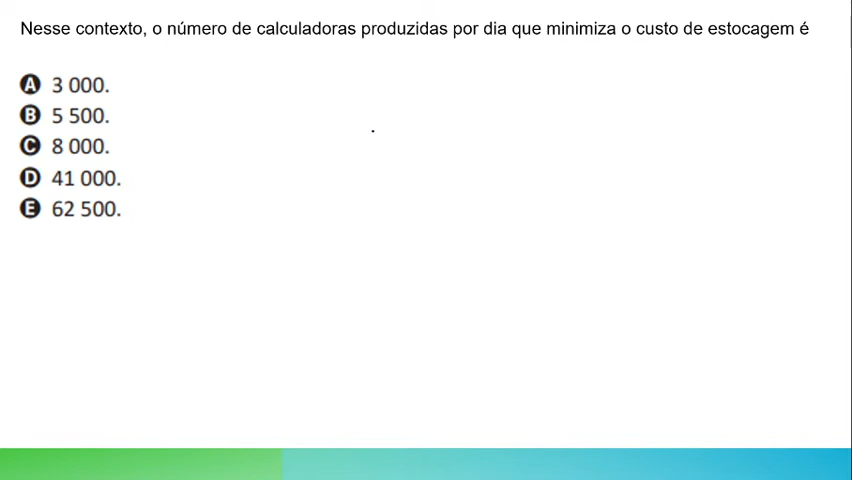 Nesse contexto, o número de calculadoras produzidas por dia que minimiza o custo de estocagem é
A 3 000.
B 5 500.
C 8 000.
D 41 000.
E 62 500.